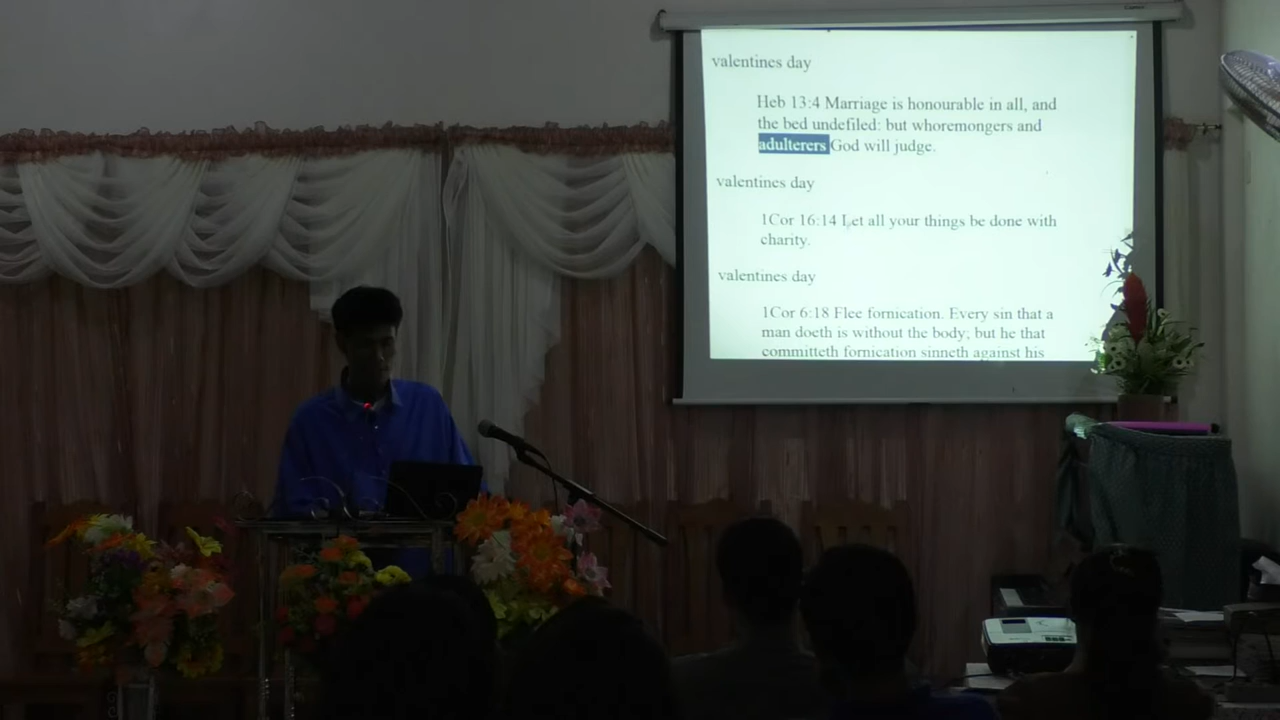 valentines day
Heb 13:4 Marriage is honourable in all, and
the bed undefiled: but whoremongers and
adulterers God will judge.
valentines day
1Cor 16:14 Let all your things be done with
charity.
valentines day
1Cor 6:18 Flee fornication. Every sin that a
man doeth is without the body; but he that
committeth fornication sinneth against his